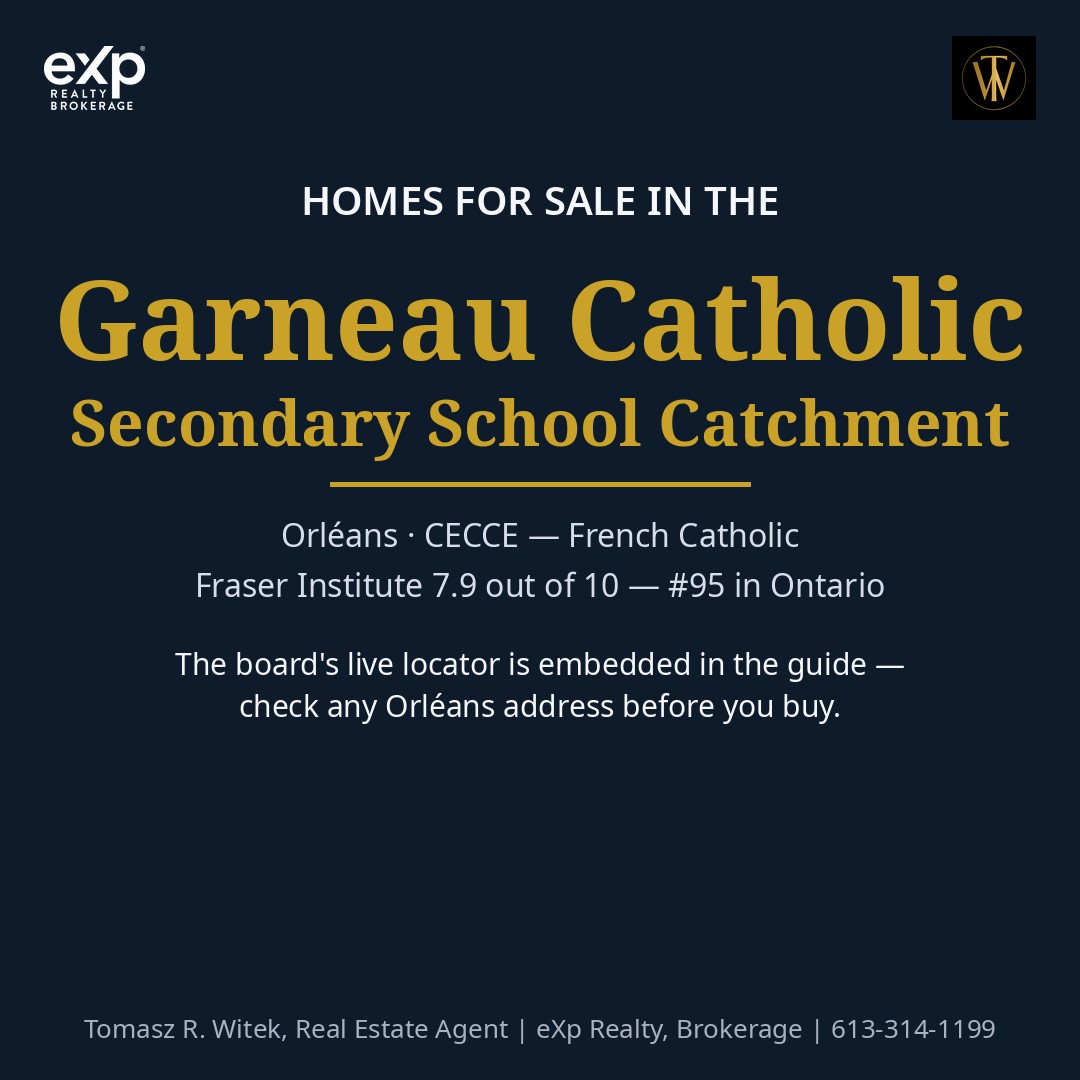 eXp®
REALTY
BROKERAGE
TW
HOMES FOR SALE IN THE
Garneau Catholic
Secondary School Catchment
Orléans · CECCE — French Catholic
Fraser Institute 7.9 out of 10 — #95 in Ontario
The board's live locator is embedded in the guide —
check any Orléans address before you buy.
Tomasz R. Witek, Real Estate Agent | eXp Realty, Brokerage | 613-314-1199